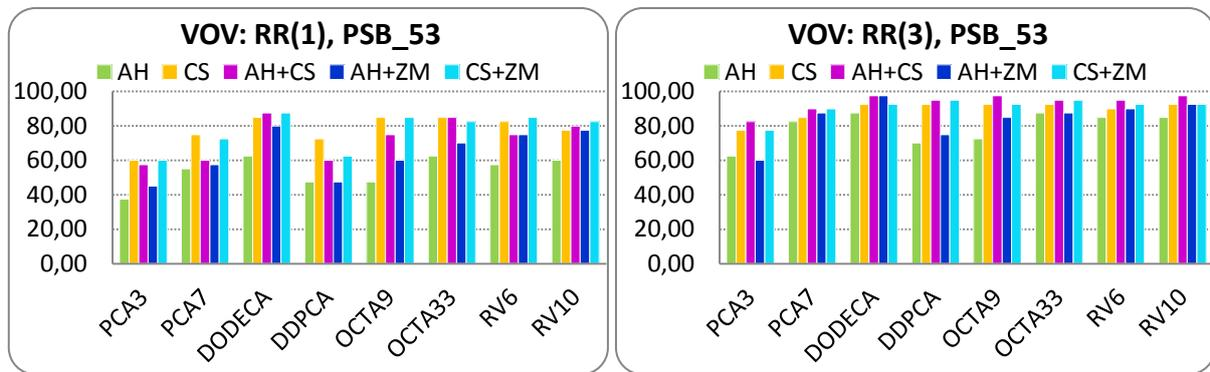 VOV: RR(1), PSB_53
AH CS AH+CS AH+ZM CS+ZM
100,00
80,00
60,00
40,00
20,00
0,00
PCA3 PCA7 DODECA DDPCA OCTA9 OCTA33 RV6 RV10
VOV: RR(3), PSB_53
AH CS AH+CS AH+ZM CS+ZM
100,00
80,00
60,00
40,00
20,00
0,00
PCA3 PCA7 DODECA DDPCA OCTA9 OCTA33 RV6 RV10